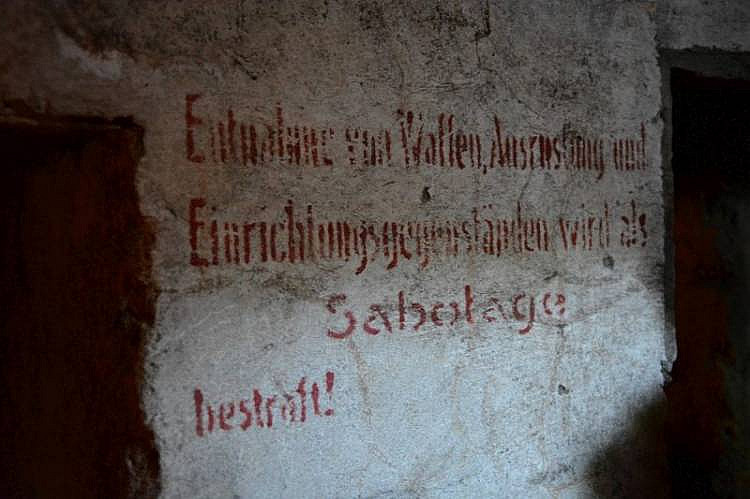 Entnahme von Waffen, Ausrüstung und
Einrichtungsgegenständen wird als
Sabotage
bestraft!